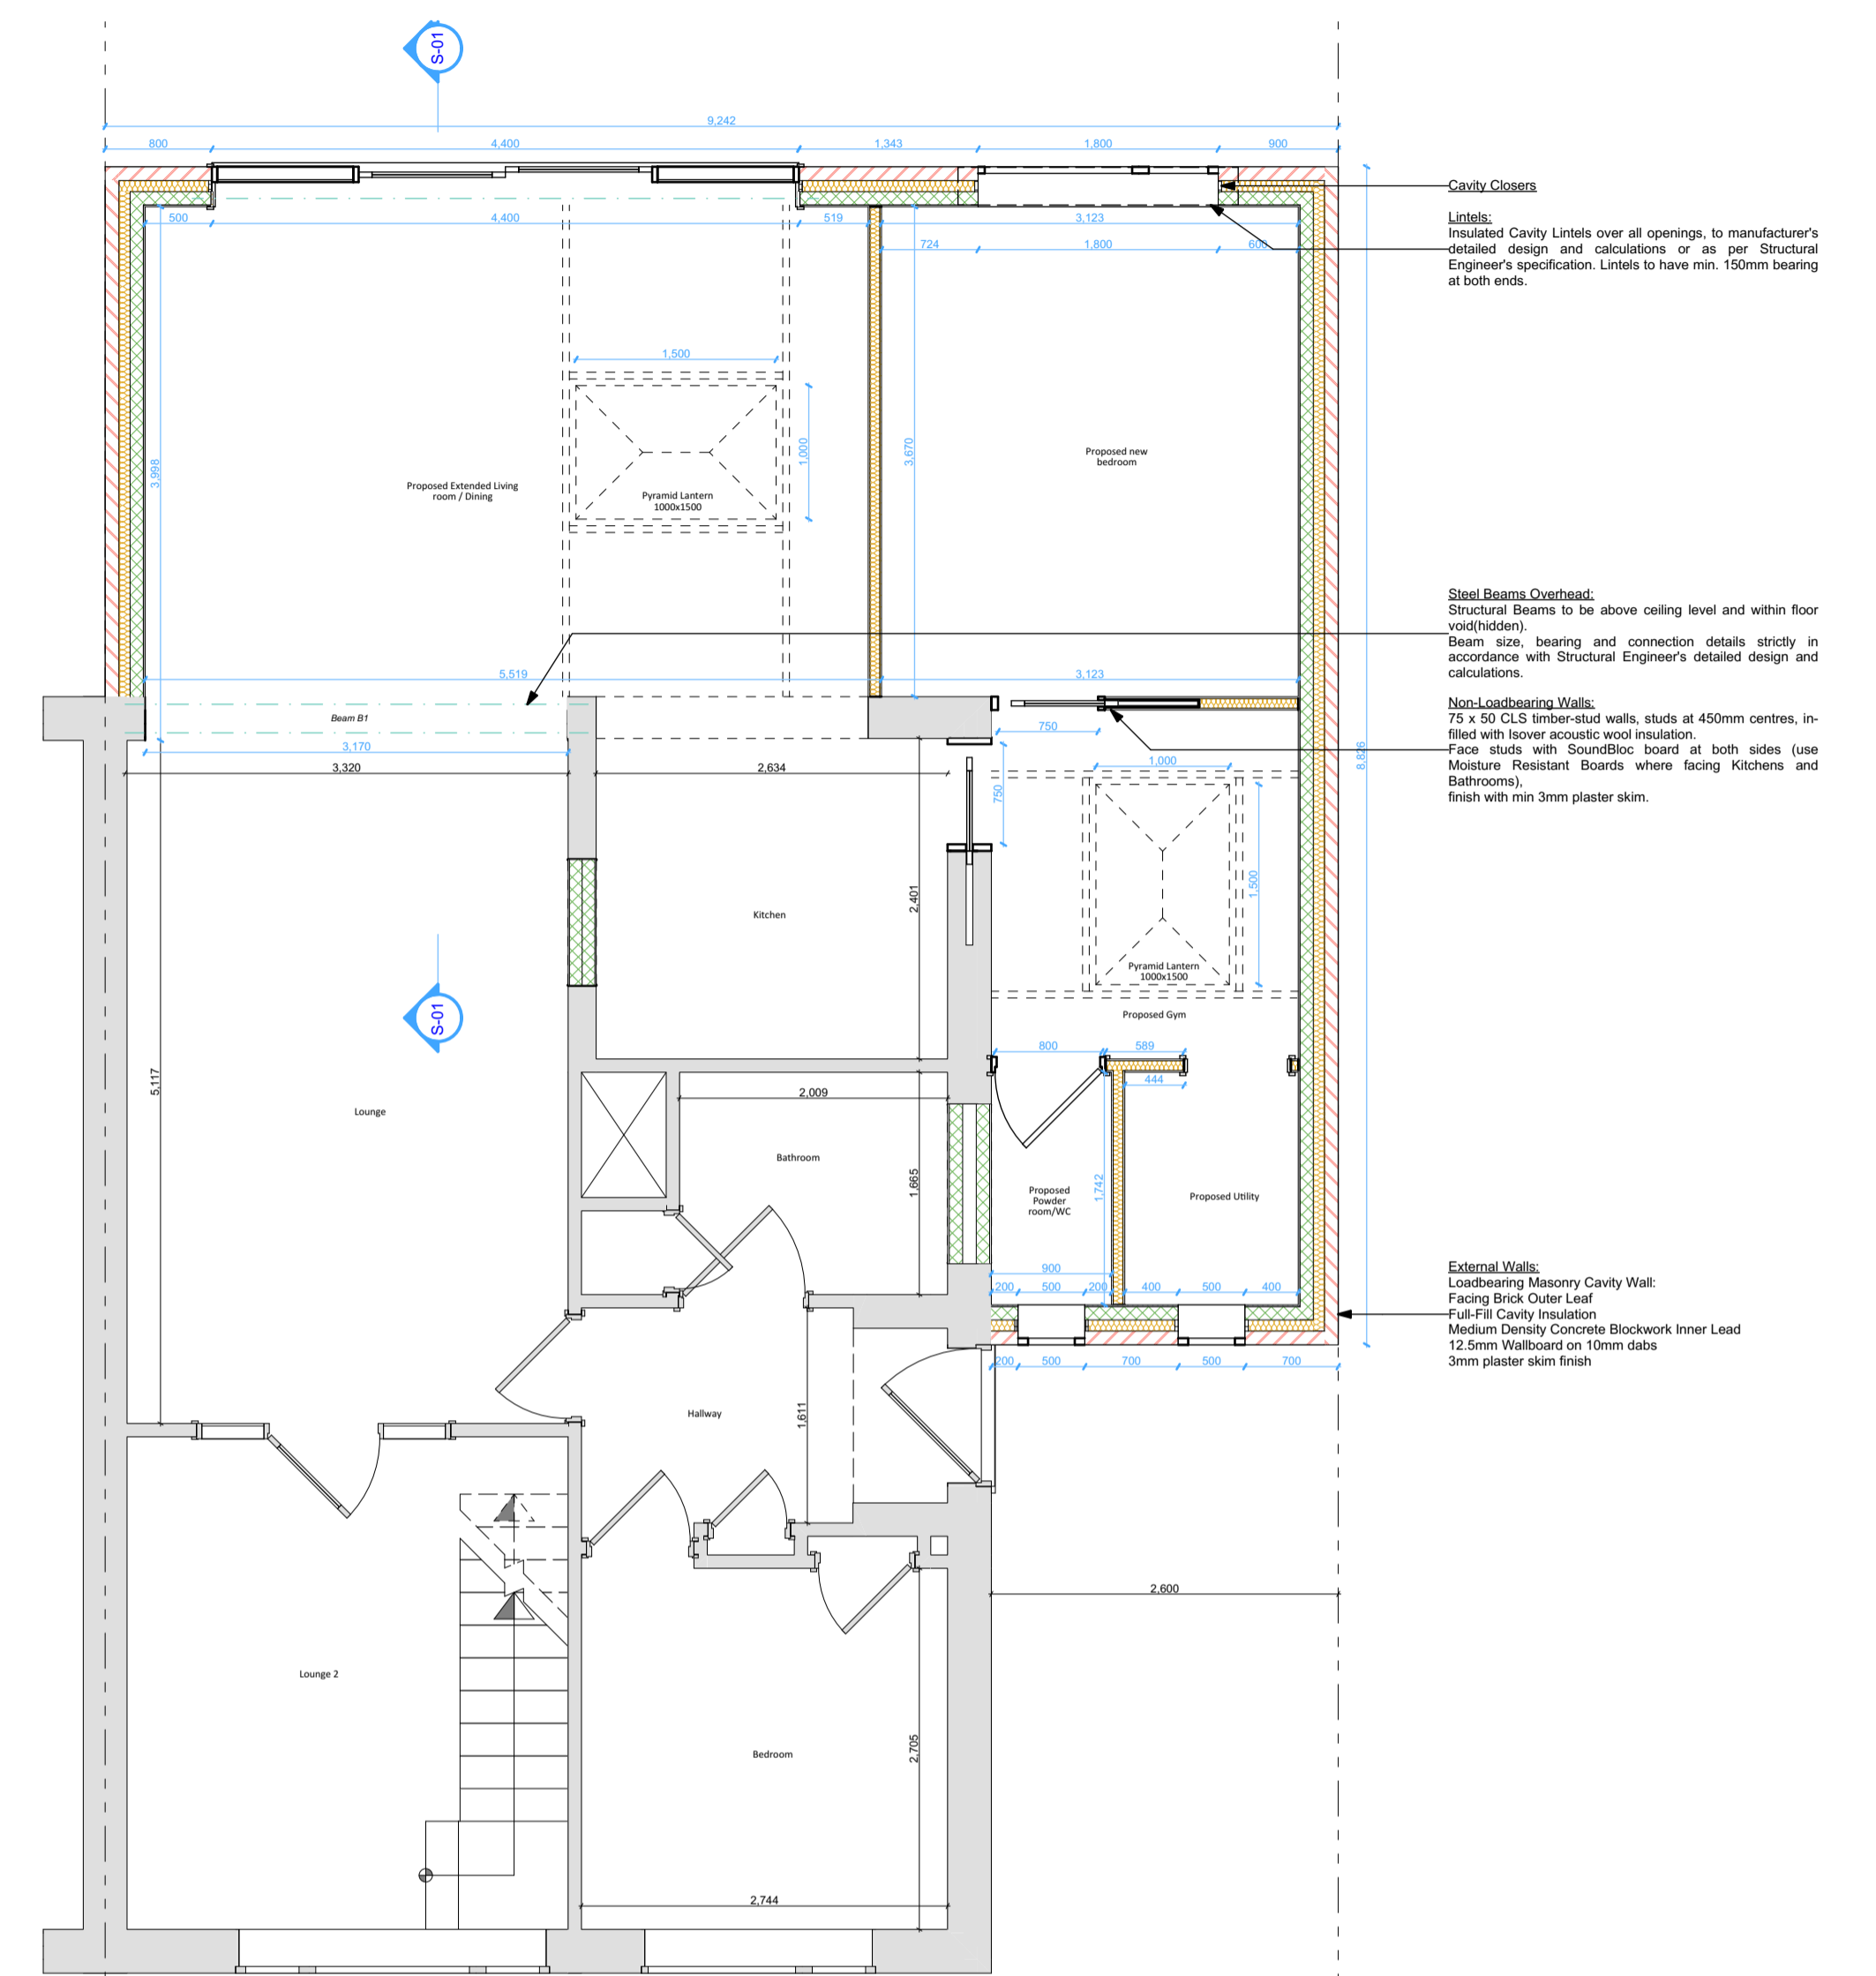 S-01
9,242
800
4,400
1,343
1,800
900
Cavity Closers
Lintels:
Insulated Cavity Lintels over all openings, to manufacturer's
detailed design and calculations or as per Structural
Engineer's specification. Lintels to have min. 150mm bearing
at both ends.
500
4,400
519
3,123
724
1,800
600
1,500
1,000
3,998
3,670
Proposed new
bedroom
Proposed Extended Living
room / Dining
Pyramid Lantern
1000x1500
Steel Beams Overhead:
Structural Beams to be above ceiling level and within floor
void(hidden).
Beam size, bearing and connection details strictly in
accordance with Structural Engineer's detailed design and
calculations.
5,519
3,123
Non-Loadbearing Walls:
75 x 50 CLS timber-stud walls, studs at 450mm centres, in-
filled with Isover acoustic wool insulation.
Face studs with SoundBloc board at both sides (use
Moisture Resistant Boards where facing Kitchens and
Bathrooms),
finish with min 3mm plaster skim.
Beam B1
750
3,170
8,826
3,320
2,634
1,000
750
1,500
2,401
Kitchen
Pyramid Lantern
1000x1500
S-01
Proposed Gym
800
589
444
5,117
2,009
Lounge
Bathroom
1,665
1,742
Proposed
Powder
room/WC
Proposed Utility
900
200
500
200
400
500
400
External Walls:
Loadbearing Masonry Cavity Wall:
Facing Brick Outer Leaf
Full-Fill Cavity Insulation
Medium Density Concrete Blockwork Inner Lead
12.5mm Wallboard on 10mm dabs
3mm plaster skim finish
200
500
700
500
700
Hallway
1,611
2,600
Lounge 2
Bedroom
2,705
2,744